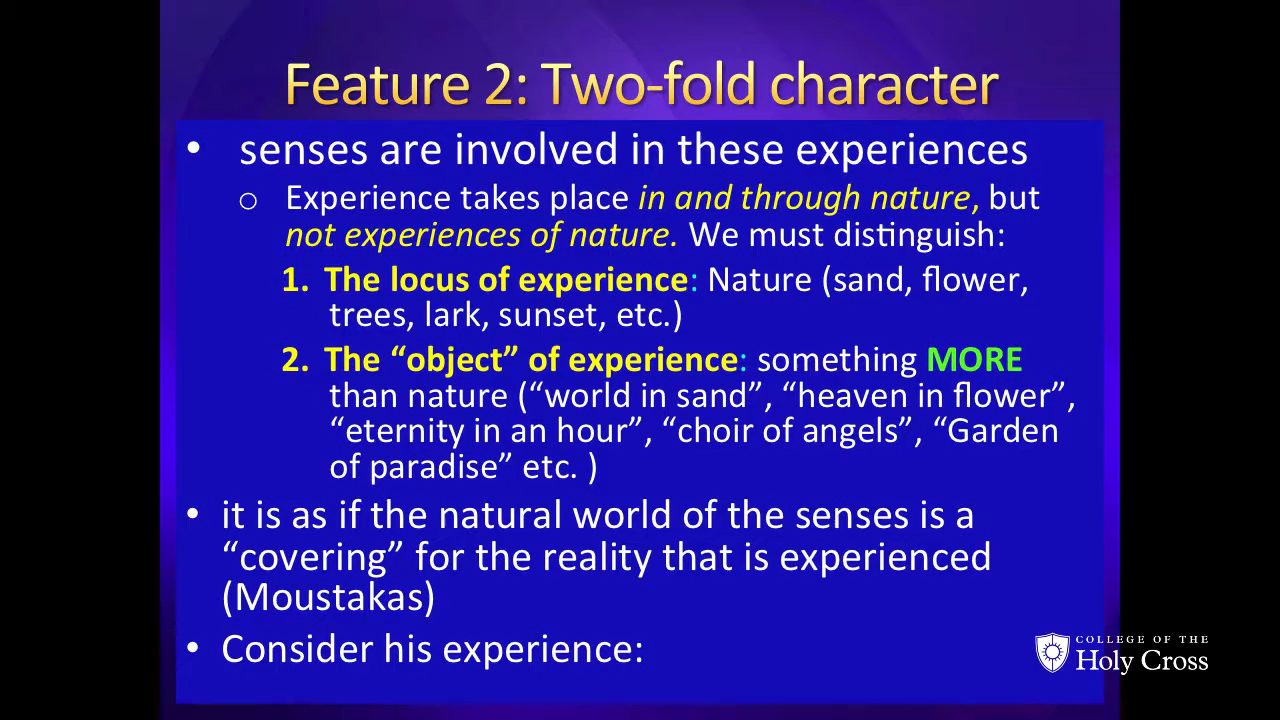 Feature 2: Two-fold character
• senses are involved in these experiences
o Experience takes place in and through nature, but
not experiences of nature. We must distinguish:
1. The locus of experience: Nature (sand, flower,
trees, lark, sunset, etc.)
2. The “object” of experience: something MORE
than nature (“world in sand”, “heaven in flower”,
“eternity in an hour”, “choir of angels”, “Garden
of paradise” etc. )
• it is as if the natural world of the senses is a
“covering” for the reality that is experienced
(Moustakas)
• Consider his experience:
COLLEGE OF THE
Holy Cross